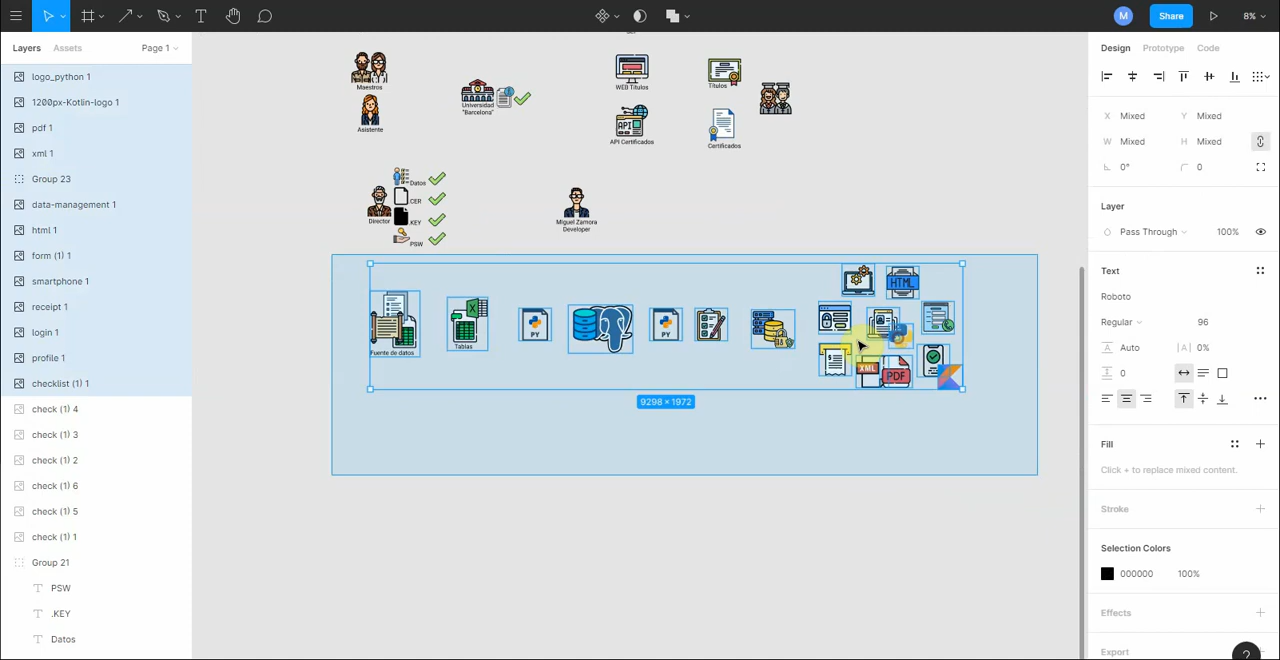 Share
8%
M
Layers
Assets
Page 1
logo_python 1
1200px-Kotlin-logo 1
pdf 1
xml 1
Group 23
data-management 1
html 1
form (1) 1
smartphone 1
receipt 1
login 1
profile 1
checklist (1) 1
check (1) 4
check (1) 3
check (1) 2
check (1) 6
check (1) 5
check (1) 1
Group 21
PSW
.KEY
Datos
Maestros
Asistente
Universidad
"Barcelona"
WEB Títulos
API
API Certificados
Títulos
Certificados
Director
Datos
.CER
.KEY
PSW
Miguel Zamora
Developer
Fuente de datos
X
Tablas
PY
PY
HTML
XML
PDF
9298 × 1972
Design
Prototype
Code
X Mixed
Y Mixed
W Mixed
H Mixed
0°
0
Layer
Pass Through
100%
Text
Roboto
Regular
96
Auto
0%
0
Fill
Click + to replace mixed content.
Stroke
Selection Colors
000000
100%
Effects
Export
?